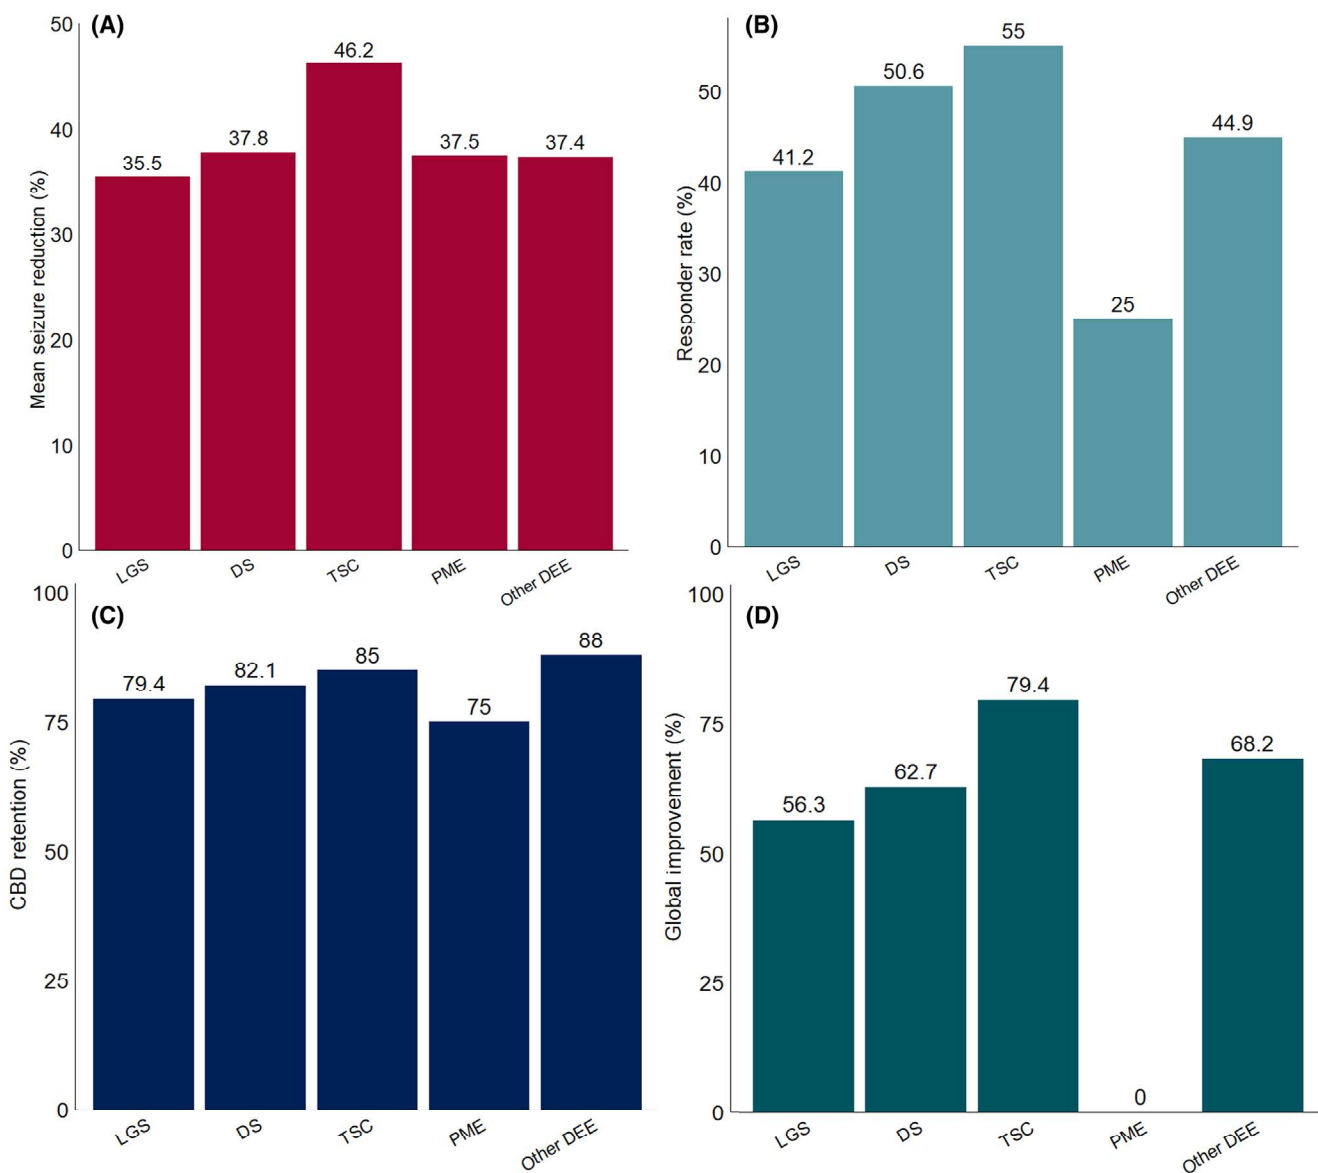 (A)
Mean seizure reduction (%)
50
40
30
20
10
0
35.5
37.8
46.2
37.5
37.4
LGS
DS
TSC
PME
Other DEE
(B)
Responder rate (%)
50
40
30
20
10
0
41.2
50.6
55
25
44.9
LGS
DS
TSC
PME
Other DEE
(C)
CBD retention (%)
100
75
50
25
0
79.4
82.1
85
75
88
LGS
DS
TSC
PME
Other DEE
(D)
Global improvement (%)
100
75
50
25
0
56.3
62.7
79.4
0
68.2
LGS
DS
TSC
PME
Other DEE